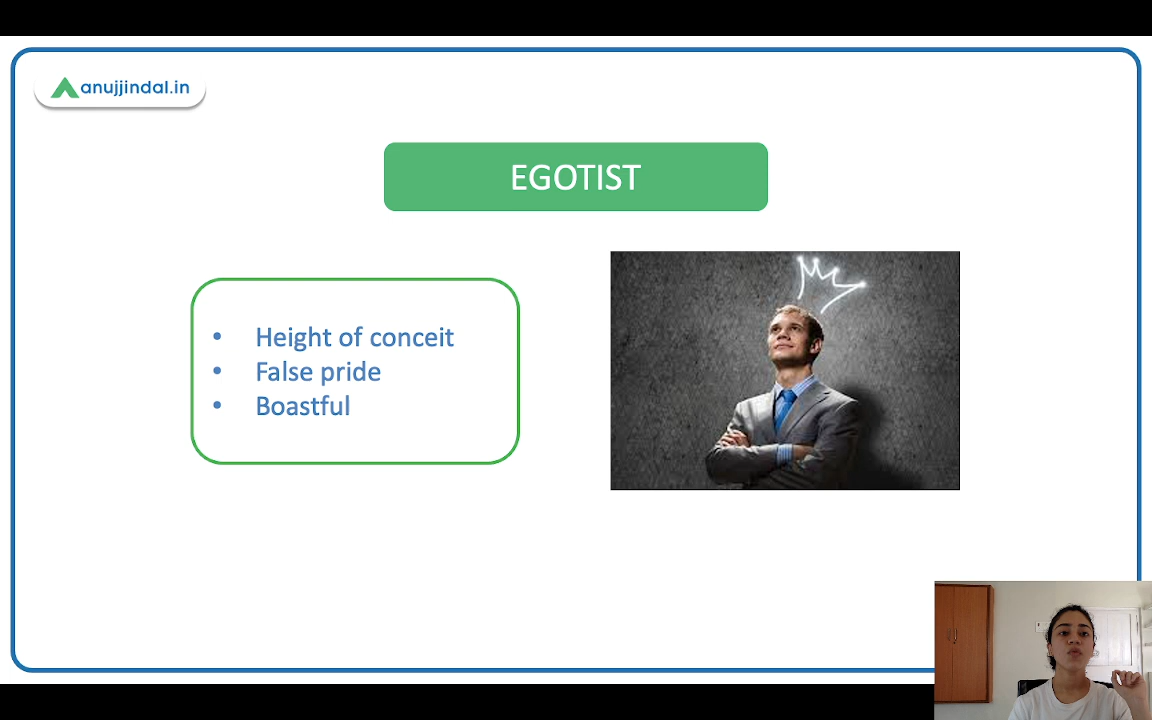 anujjindal.in
EGOTIST
• Height of conceit
• False pride
• Boastful